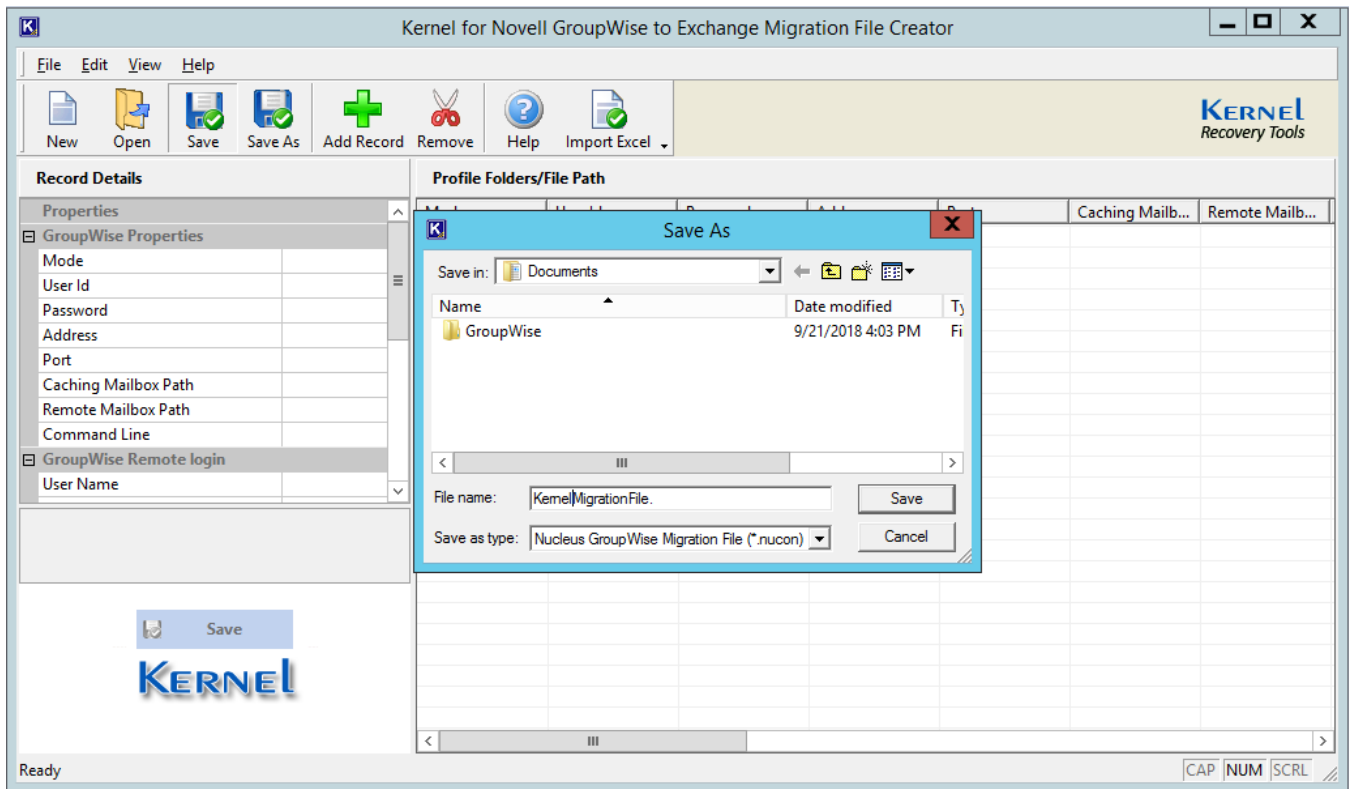 Kernel for Novell GroupWise to Exchange Migration File Creator
File Edit View Help
New Open Save Save As Add Record Remove Help Import Excel
KERNEL
Recovery Tools
Record Details
Profile Folders/File Path
Properties
Caching Mailb... Remote Mailb...
GroupWise Properties
Mode
User Id
Password
Address
Port
Caching Mailbox Path
Remote Mailbox Path
Command Line
GroupWise Remote login
User Name
Save As
Save in: Documents
Name Date modified Ty
GroupWise 9/21/2018 4:03 PM Fi
File name: KernelMigrationFile. Save
Save as type: Nucleus GroupWise Migration File (*.nucon) Cancel
Save
KERNEL
Ready
CAP NUM SCRL